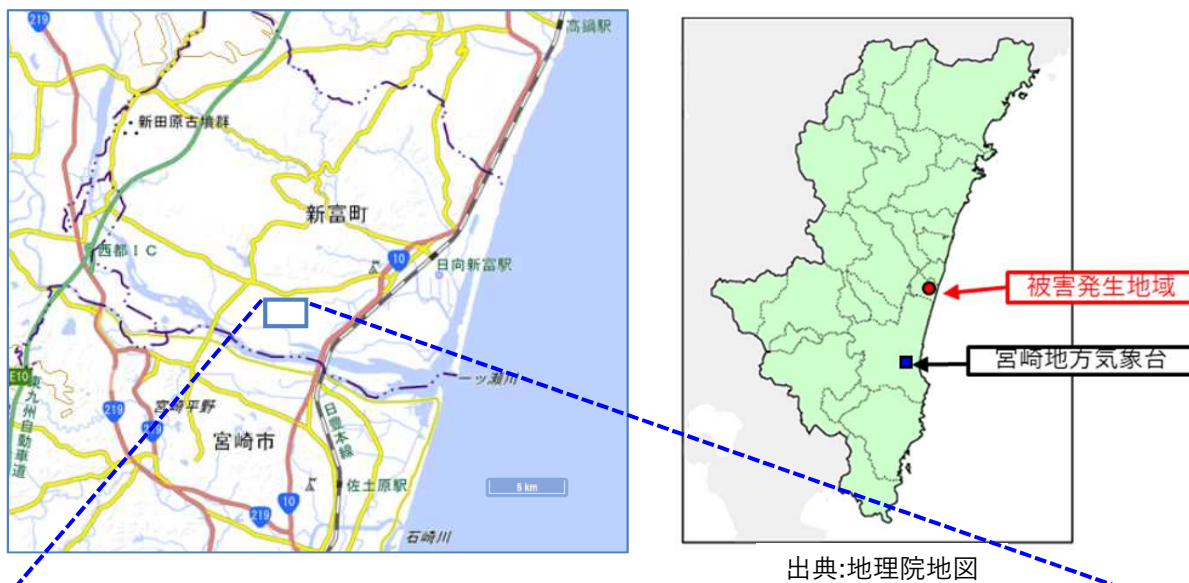 219
高鍋駅
新田原古墳群
新富町
西都IC
10
日向新富駅
一ッ瀬川
E10
東九州自動車道
219
宮崎平野
219
宮崎市
日豊本線
佐土原駅
5 km
219
10
石崎川
被害発生地域
宮崎地方気象台
出典:地理院地図